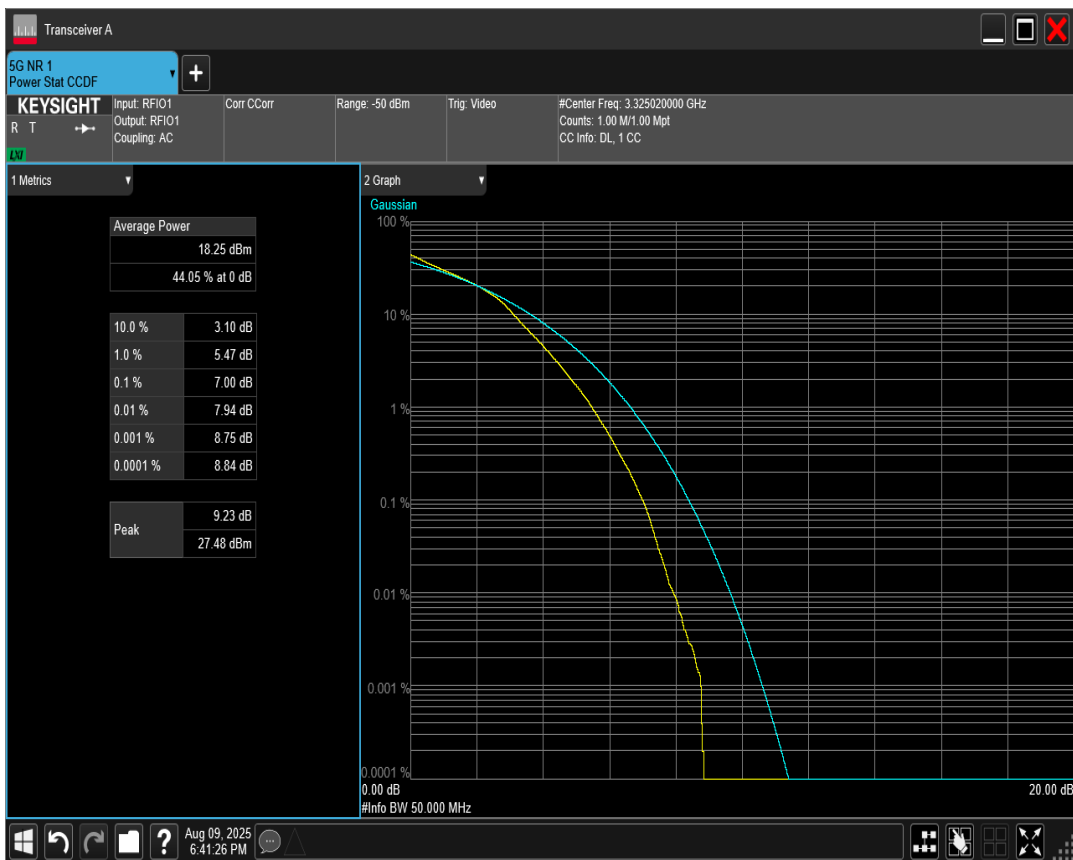 Transceiver A
5G NR 1
Power Stat CCDF
+
KEYSIGHT
R T
LXI
Input: RFIO1
Output: RFIO1
Coupling: AC
Corr CCorr
Range: -50 dBm
Trig: Video
#Center Freq: 3.325020000 GHz
Counts: 1.00 M/1.00 Mpt
CC Info: DL, 1 CC
1 Metrics
Average Power
18.25 dBm
44.05 % at 0 dB
10.0 % 3.10 dB
1.0 % 5.47 dB
0.1 % 7.00 dB
0.01 % 7.94 dB
0.001 % 8.75 dB
0.0001 % 8.84 dB
Peak
9.23 dB
27.48 dBm
2 Graph
Gaussian
100 %
10 %
1 %
0.1 %
0.01 %
0.001 %
0.0001 %
0.00 dB 20.00 dB
#Info BW 50.000 MHz
?
Aug 09, 2025
6:41:26 PM